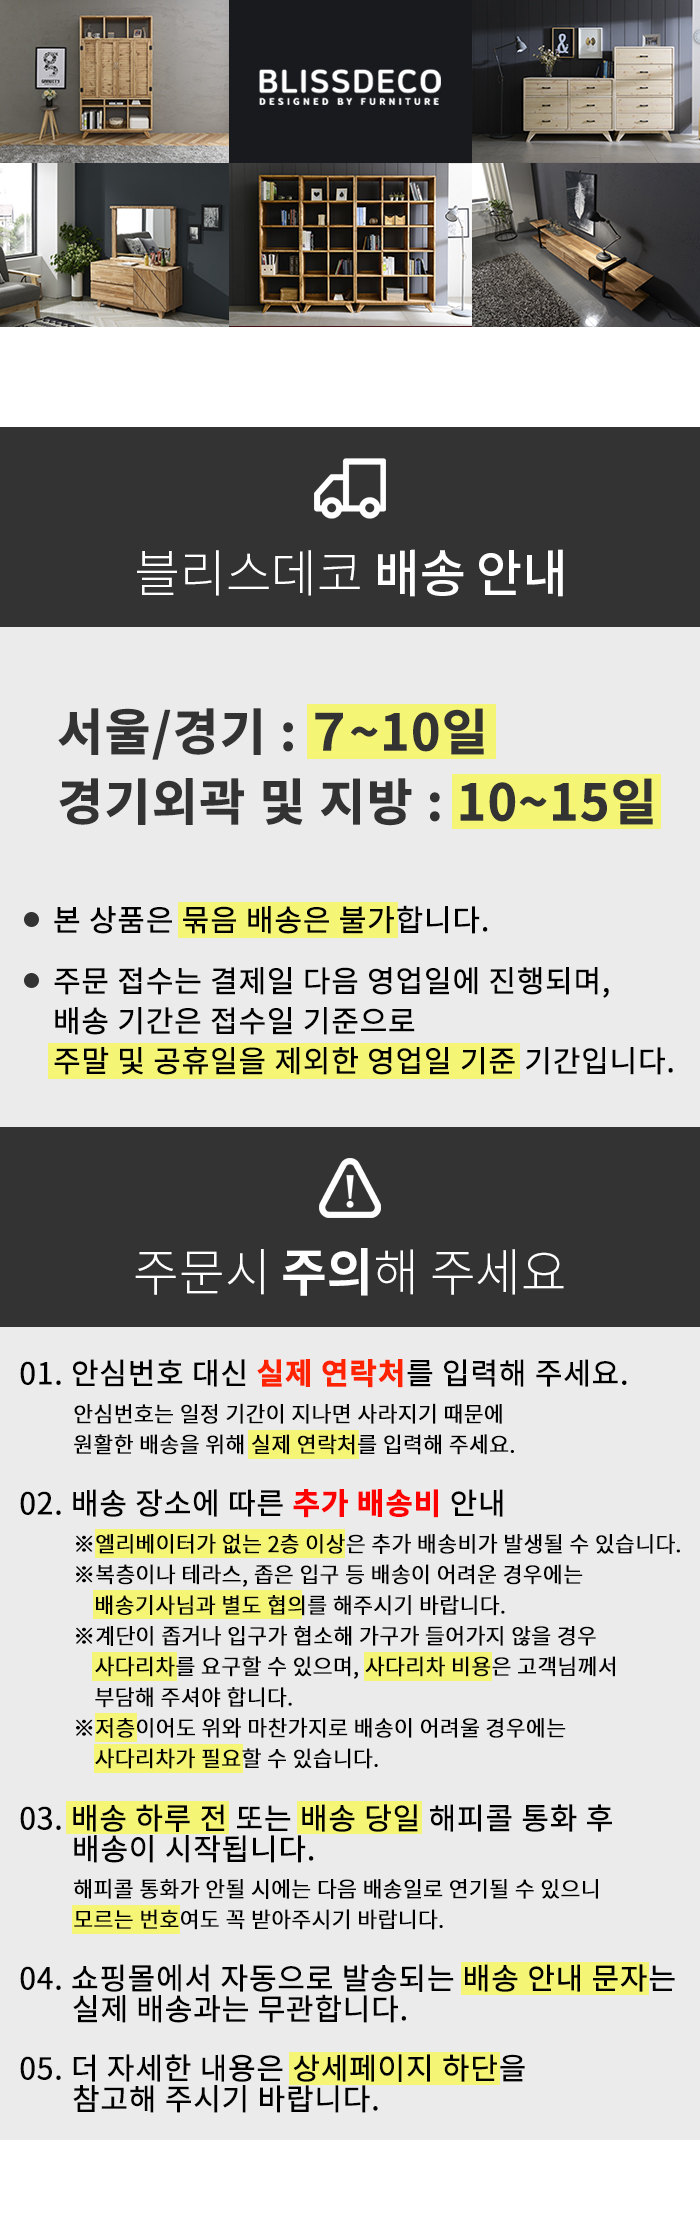 BLISSDECO
DESIGNED BY FURNITURE
&
블리스데코 배송 안내
서울/경기 : 7~10일
경기외곽 및 지방 : 10~15일
● 본 상품은 묶음 배송은 불가합니다.
● 주문 접수는 결제일 다음 영업일에 진행되며,
배송 기간은 접수일 기준으로
주말 및 공휴일을 제외한 영업일 기준 기간입니다.
주문시 주의해 주세요
01. 안심번호 대신 실제 연락처를 입력해 주세요.
안심번호는 일정 기간이 지나면 사라지기 때문에
원활한 배송을 위해 실제 연락처를 입력해 주세요.
02. 배송 장소에 따른 추가 배송비 안내
※엘리베이터가 없는 2층 이상은 추가 배송비가 발생될 수 있습니다.
※복층이나 테라스, 좁은 입구 등 배송이 어려운 경우에는
배송기사님과 별도 협의를 해주시기 바랍니다.
※계단이 좁거나 입구가 협소해 가구가 들어가지 않을 경우
사다리차를 요구할 수 있으며, 사다리차 비용은 고객님께서
부담해 주셔야 합니다.
※저층이어도 위와 마찬가지로 배송이 어려울 경우에는
사다리차가 필요할 수 있습니다.
03. 배송 하루 전 또는 배송 당일 해피콜 통화 후
배송이 시작됩니다.
해피콜 통화가 안될 시에는 다음 배송일로 연기될 수 있으니
모르는 번호여도 꼭 받아주시기 바랍니다.
04. 쇼핑몰에서 자동으로 발송되는 배송 안내 문자는
실제 배송과는 무관합니다.
05. 더 자세한 내용은 상세페이지 하단을
참고해 주시기 바랍니다.